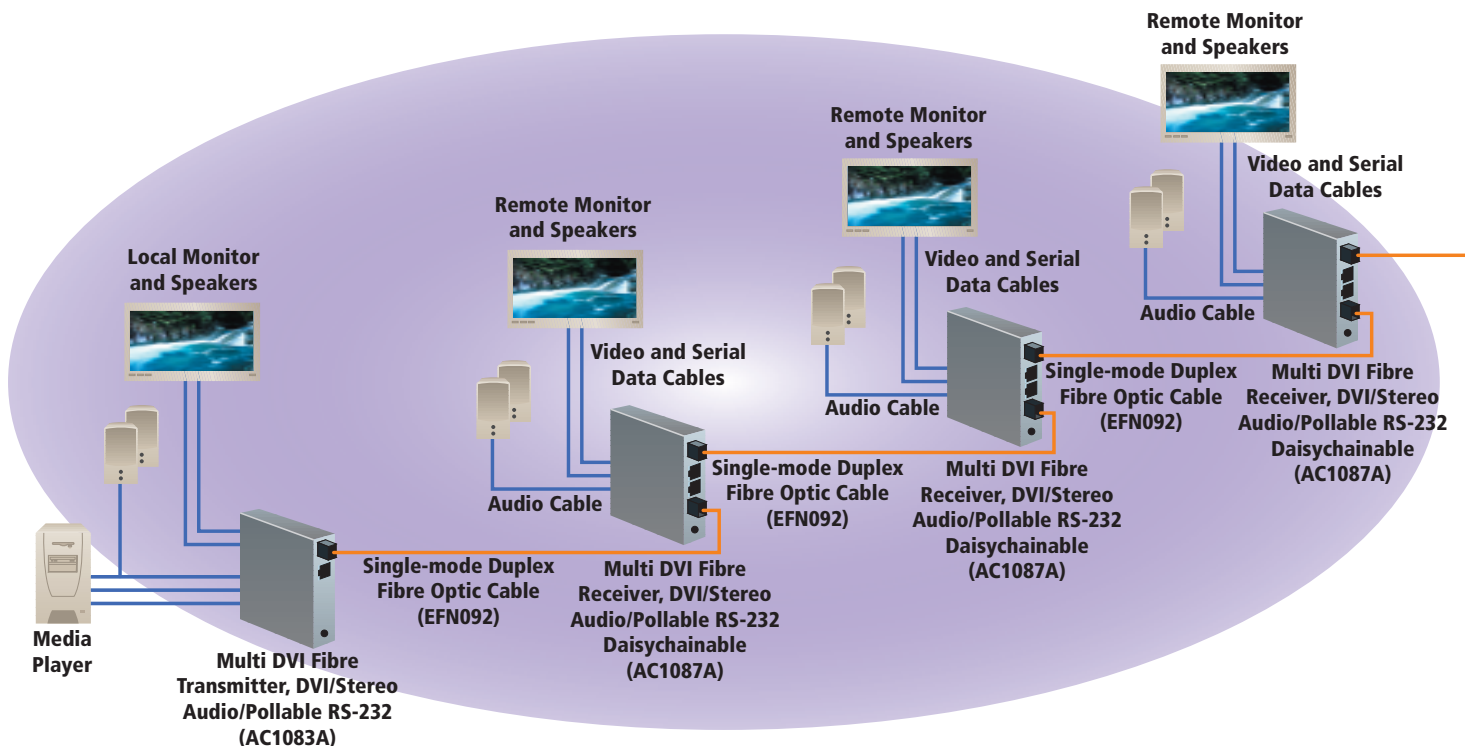 Remote Monitor
and Speakers
Video and Serial
Data Cables
Audio Cable
Multi DVI Fibre
Receiver, DVI/Stereo
Audio/Pollable RS-232
Daisychainable
(AC1087A)
Remote Monitor
and Speakers
Video and Serial
Data Cables
Audio Cable
Single-mode Duplex
Fibre Optic Cable
(EFN092)
Multi DVI Fibre
Receiver, DVI/Stereo
Audio/Pollable RS-232
Daisychainable
(AC1087A)
Remote Monitor
and Speakers
Video and Serial
Data Cables
Audio Cable
Single-mode Duplex
Fibre Optic Cable
(EFN092)
Multi DVI Fibre
Receiver, DVI/Stereo
Audio/Pollable RS-232
Daisychainable
(AC1087A)
Local Monitor
and Speakers
Single-mode Duplex
Fibre Optic Cable
(EFN092)
Media
Player
Multi DVI Fibre
Transmitter, DVI/Stereo
Audio/Pollable RS-232
(AC1083A)